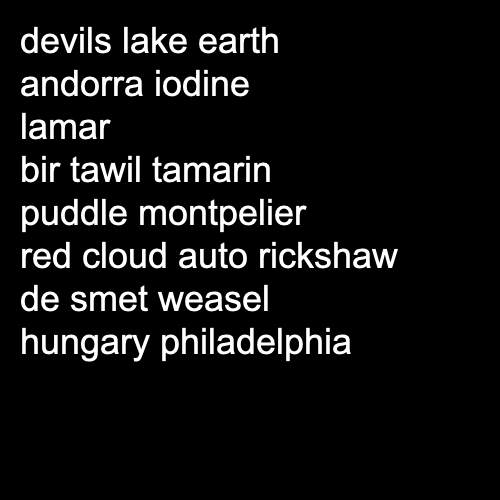 devils lake earth
andorra iodine
lamar
bir tawil tamarin
puddle montpelier
red cloud auto rickshaw
de smet weasel
hungary philadelphia